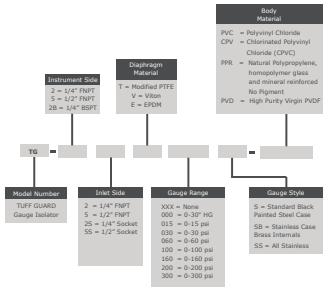 Body
Material
PVC = Polyvinyl Chloride
CPV = Chlorinated Polyvinyl
Chloride (CPVC)
PPR = Natural Polypropylene,
homopolymer glass
and mineral reinforced
No Pigment
PVD = High Purity Virgin PVDF
Diaphragm
Material
T = Modified PTFE
V = Viton
E = EPDM
Instrument Side
2 = 1/4" FNPT
5 = 1/2" FNPT
2B = 1/4" BSPT
TG
Model Number
TUFF GUARD
Gauge Isolator
Inlet Side
2 = 1/4" FNPT
5 = 1/2" FNPT
2S = 1/4" Socket
5S = 1/2" Socket
Gauge Range
XXX = None
000 = 0-30" HG
015 = 0-15 psi
030 = 0-30 psi
060 = 0-60 psi
100 = 0-100 psi
160 = 0-160 psi
200 = 0-200 psi
300 = 0-300 psi
Gauge Style
S = Standard Black
Painted Steel Case
SB = Stainless Case
Brass Internals
SS = All Stainless